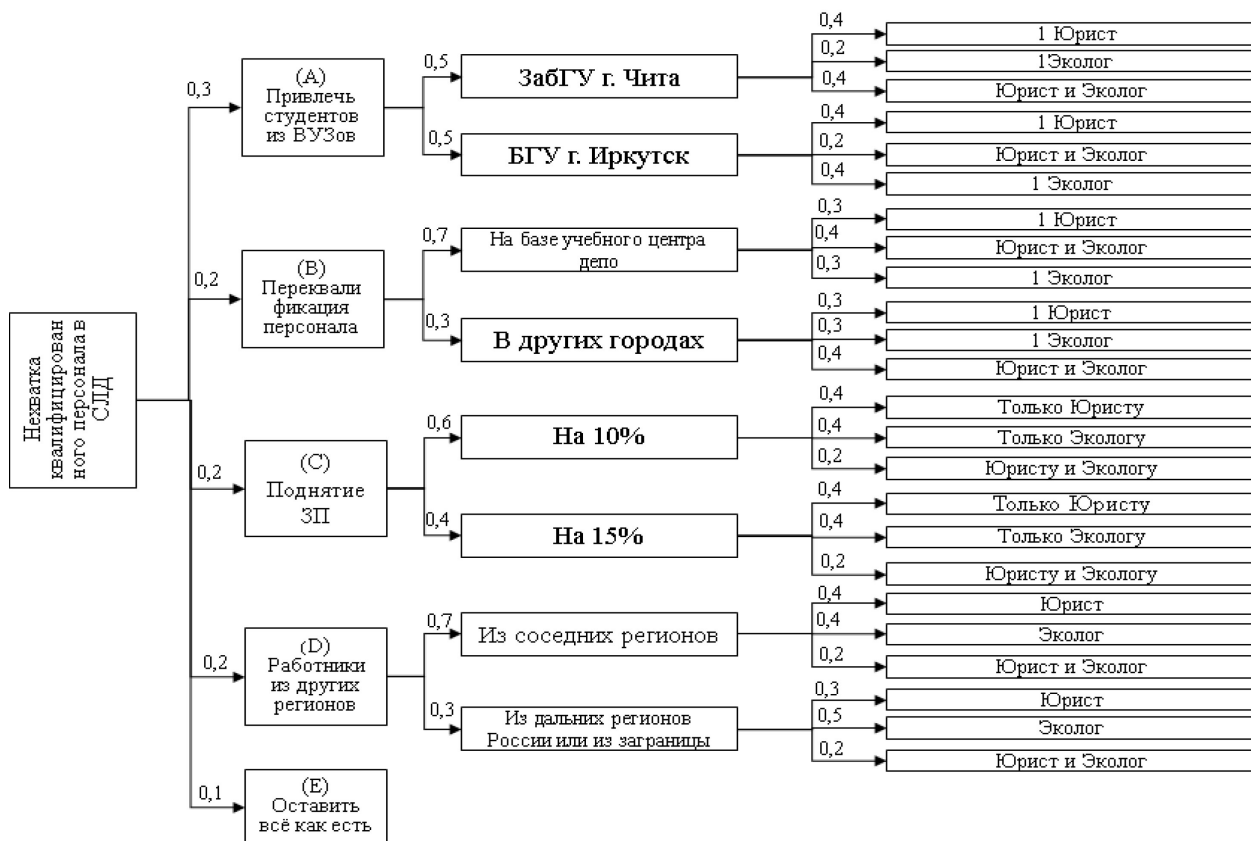 Нехватка
квалифицирован
ного персонала в
СЛД
0,3
(A)
Привлечь
студентов
из ВУЗов
0,5
ЗабГУ г. Чита
0,4
1 Юрист
0,2
1Эколог
0,4
Юрист и Эколог
0,5
БГУ г. Иркутск
0,4
1 Юрист
0,2
Юрист и Эколог
0,4
1 Эколог
0,2
(B)
Переквали
фикация
персонала
0,7
На базе учебного центра
депо
0,3
1 Юрист
0,4
Юрист и Эколог
0,3
1 Эколог
0,3
В других городах
0,3
1 Юрист
0,3
1 Эколог
0,4
Юрист и Эколог
0,2
(C)
Поднятие
ЗП
0,6
На 10%
0,4
Только Юристу
0,4
Только Экологу
0,2
Юристу и Экологу
0,4
На 15%
0,4
Только Юристу
0,4
Только Экологу
0,2
Юристу и Экологу
0,2
(D)
Работники
из других
регионов
0,7
Из соседних регионов
0,4
Юрист
0,4
Эколог
0,2
Юрист и Эколог
0,3
Из дальних регионов
России или из заграницы
0,3
Юрист
0,5
Эколог
0,2
Юрист и Эколог
0,1
(E)
Оставить
всё как есть